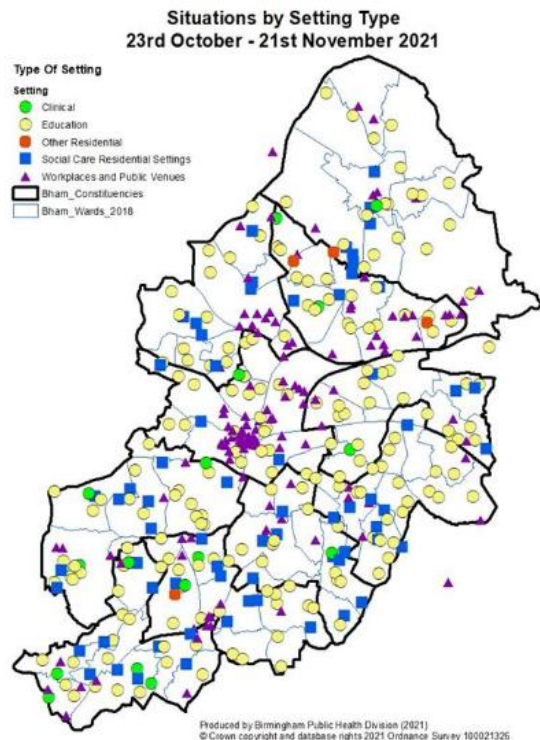 Situations by Setting Type
23rd October - 21st November 2021
Type Of Setting
Setting
Clinical
Education
Other Residential
Social Care Residential Settings
Workplaces and Public Venues
Bham_Constituencies
Bham_Wards_2018
Produced by Birmingham Public Health Division (2021)
© Crown copyright and database rights 2021 Ordnance Survey 100021326